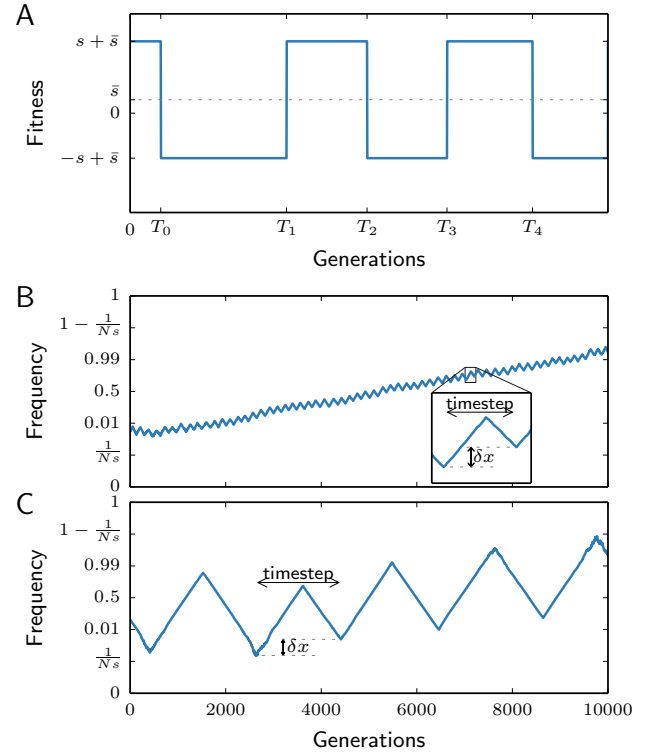 A
s + s̄
s̄
0
−s + s̄
Fitness
0 T₀ T₁ T₂ T₃ T₄
Generations
B
1
1 − 1/Ns
0.99
0.5
0.01
1/Ns
0
Frequency
timestep
δx
C
1
1 − 1/Ns
0.99
0.5
0.01
1/Ns
0
Frequency
timestep
δx
0 2000 4000 6000 8000 10000
Generations